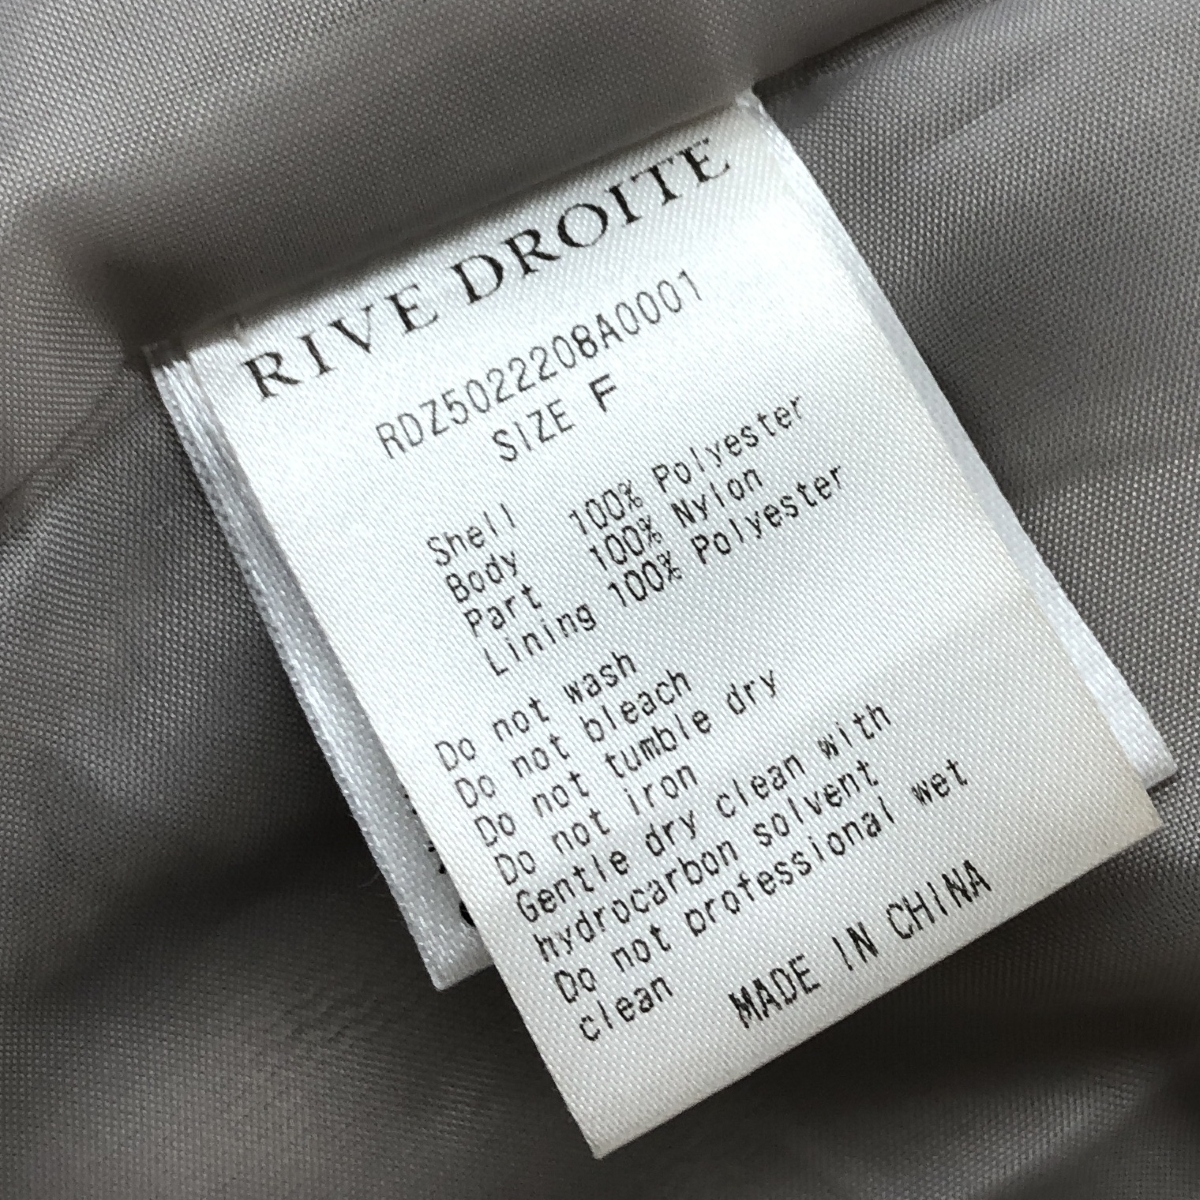 RIVE DROITE
RDZ5022208A0001
SIZE F
Shell
Body 100% Polyester
Part 100% Nylon
Lining 100% Polyester
Do not wash
Do not bleach
Do not tumble dry
Do not iron
Gentle dry clean with
hydrocarbon solvent
Do not professional wet
clean
MADE IN CHINA